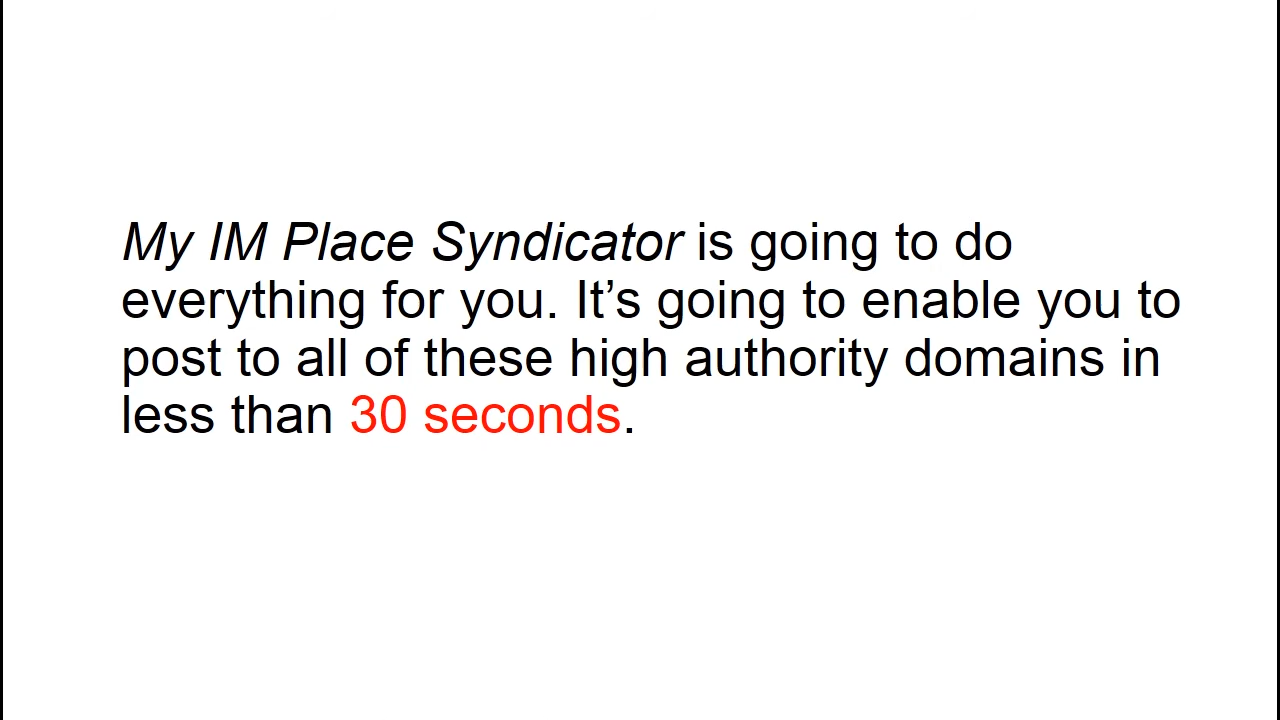 My IM Place Syndicator is going to do
everything for you. It’s going to enable you to
post to all of these high authority domains in
less than 30 seconds.